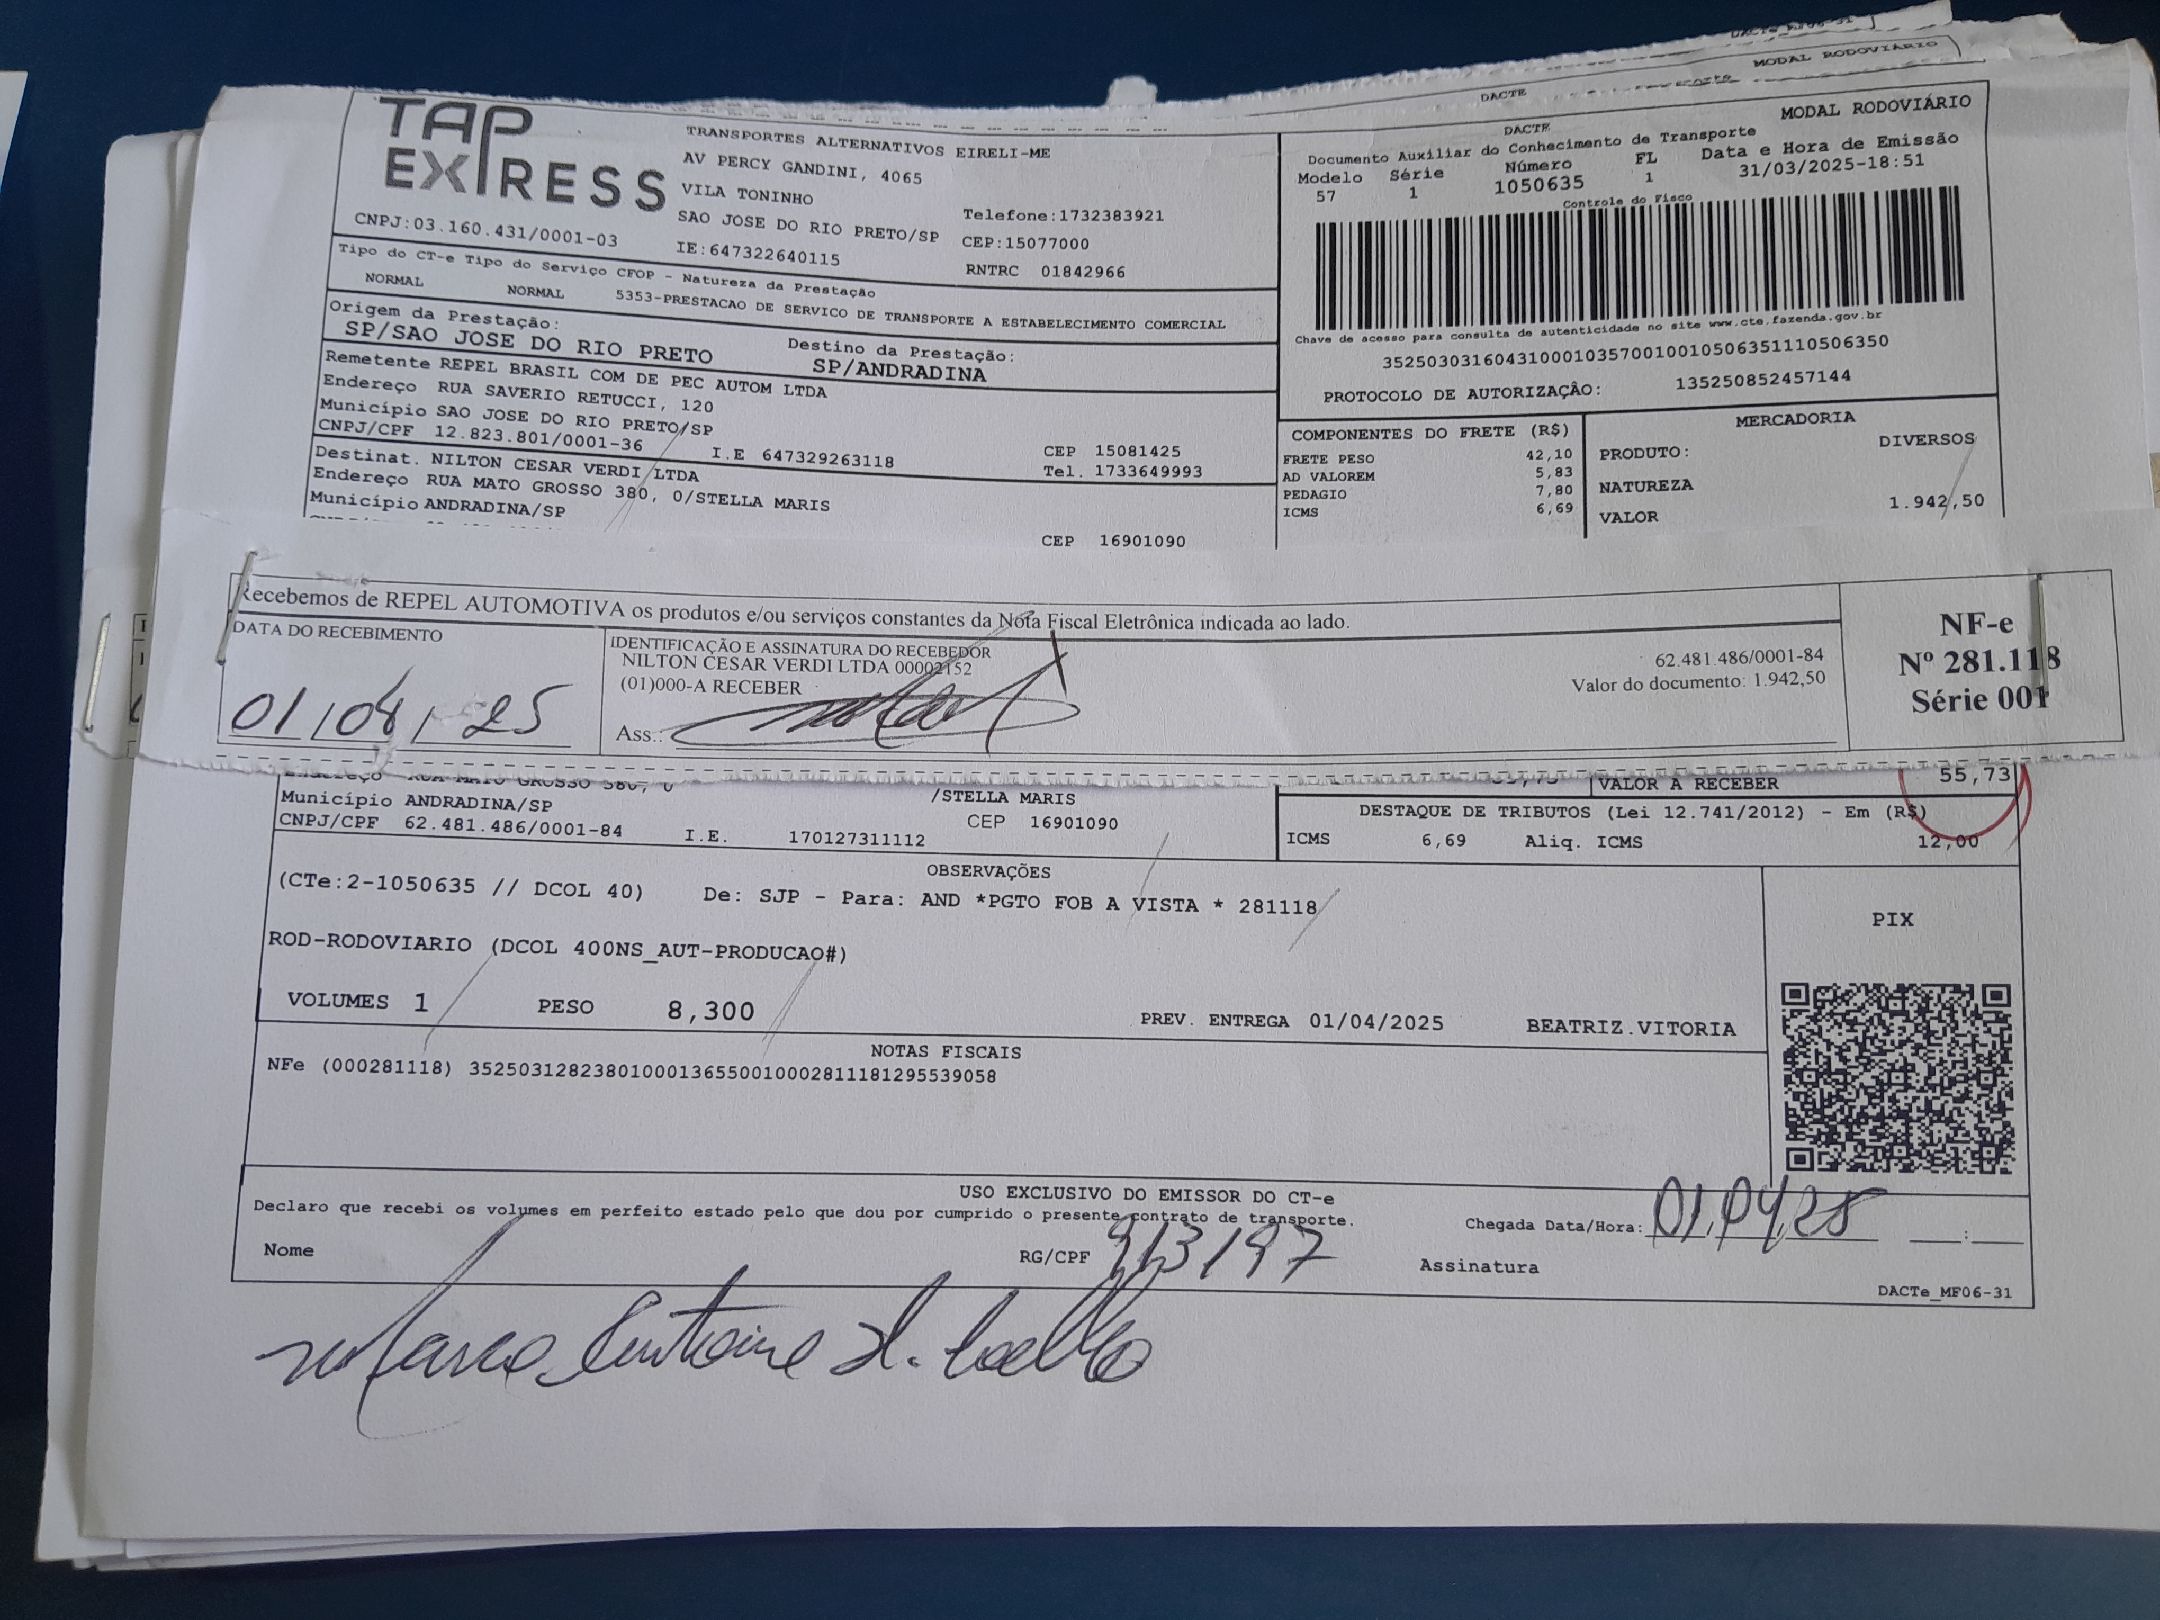 DACTE
MODAL RODOVIÁRIO
TAP EXPRESS
TRANSPORTES ALTERNATIVOS EIRELI-ME
AV PERCY GANDINI, 4065
VILA TONINHO
SAO JOSE DO RIO PRETO/SP
IE:647322640115
Telefone:1732383921
CEP:15077000
RNTRC 01842966
CNPJ:03.160.431/0001-03
DACTE
MODAL RODOVIÁRIO
Documento Auxiliar do Conhecimento de Transporte
Modelo Série Número FL Data e Hora de Emissão
57 1 1050635 1 31/03/2025-18:51
Controle do Fisco
Chave de acesso para consulta de autenticidade no site www.cte.fazenda.gov.br
35250303160431000103570010010506351110506350
PROTOCOLO DE AUTORIZAÇÃO: 135250852457144
Tipo do CT-e Tipo do Serviço CFOP - Natureza da Prestação
NORMAL NORMAL 5353-PRESTACAO DE SERVICO DE TRANSPORTE A ESTABELECIMENTO COMERCIAL
Origem da Prestação:
SP/SAO JOSE DO RIO PRETO
Destino da Prestação:
SP/ANDRADINA
Remetente REPEL BRASIL COM DE PEC AUTOM LTDA
Endereço RUA SAVERIO RETUCCI, 120
Município SAO JOSE DO RIO PRETO/SP
CEP 15081425
CNPJ/CPF 12.823.801/0001-36 I.E 647329263118 Tel. 1733649993
Destinat. NILTON CESAR VERDI LTDA
Endereço RUA MATO GROSSO 380, 0/STELLA MARIS
Município ANDRADINA/SP
CEP 16901090
COMPONENTES DO FRETE (R$)
FRETE PESO 42,10
AD VALOREM 5,83
PEDAGIO 7,80
ICMS 6,69
MERCADORIA
PRODUTO: DIVERSOS
NATUREZA
VALOR 1.942,50
Recebemos de REPEL AUTOMOTIVA os produtos e/ou serviços constantes da Nota Fiscal Eletrônica indicada ao lado.
DATA DO RECEBIMENTO
01/04/25
IDENTIFICAÇÃO E ASSINATURA DO RECEBEDOR
NILTON CESAR VERDI LTDA 00002152
(01)000-A RECEBER
Ass.:
62.481.486/0001-84
Valor do documento: 1.942,50
NF-e
Nº 281.118
Série 001
Endereço RUA MATO GROSSO 380, 0 /STELLA MARIS
Município ANDRADINA/SP
CEP 16901090
CNPJ/CPF 62.481.486/0001-84 I.E. 170127311112
VALOR A RECEBER 55,73
DESTAQUE DE TRIBUTOS (Lei 12.741/2012) - Em (R$)
ICMS 6,69 Aliq. ICMS 12,00
OBSERVAÇÕES
(CTe:2-1050635 // DCOL 40) De: SJP - Para: AND *PGTO FOB A VISTA * 281118
ROD-RODOVIARIO (DCOL 400NS_AUT-PRODUCAO#)
VOLUMES 1 PESO 8,300
PREV. ENTREGA 01/04/2025 BEATRIZ.VITORIA
PIX
NOTAS FISCAIS
NFe (000281118) 35250312823801000136550010002811181295539058
USO EXCLUSIVO DO EMISSOR DO CT-e
Declaro que recebi os volumes em perfeito estado pelo que dou por cumprido o presente contrato de transporte.
Chegada Data/Hora: 01,04,25
Nome RG/CPF 913197 Assinatura
DACTe_MF06-31